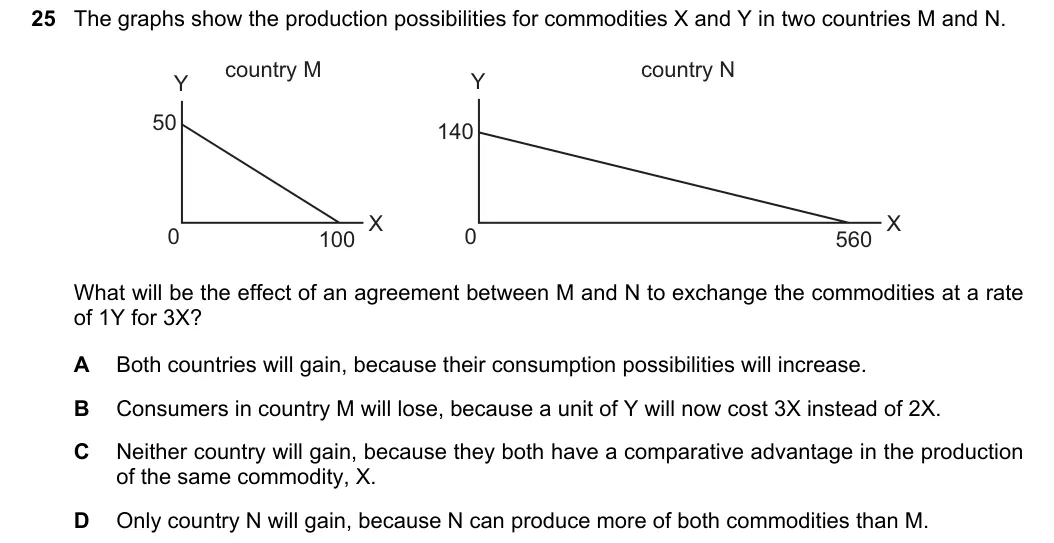 25 The graphs show the production possibilities for commodities X and Y in two countries M and N.
Y country M
50
0 100 X
Y country N
140
0 560 X
What will be the effect of an agreement between M and N to exchange the commodities at a rate
of 1Y for 3X?
A Both countries will gain, because their consumption possibilities will increase.
B Consumers in country M will lose, because a unit of Y will now cost 3X instead of 2X.
C Neither country will gain, because they both have a comparative advantage in the production
of the same commodity, X.
D Only country N will gain, because N can produce more of both commodities than M.